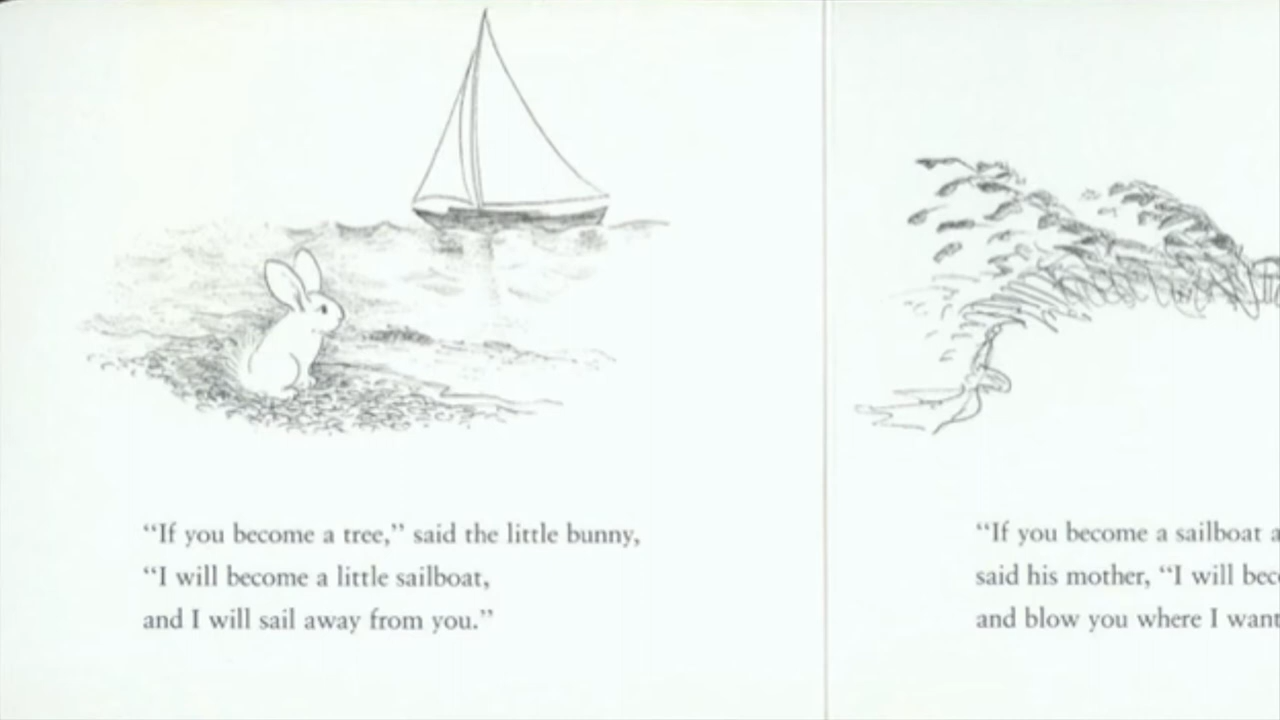 “If you become a tree,” said the little bunny,
“I will become a little sailboat,
and I will sail away from you.”
“If you become a sailboat
said his mother, “I will
and blow you where I want